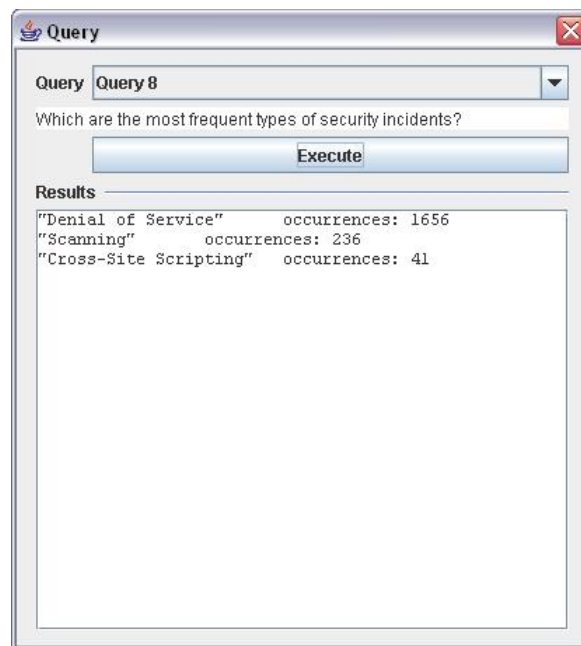 Query
Query Query 8
Which are the most frequent types of security incidents?
Execute
Results
"Denial of Service" occurrences: 1656
"Scanning" occurrences: 236
"Cross-Site Scripting" occurrences: 41